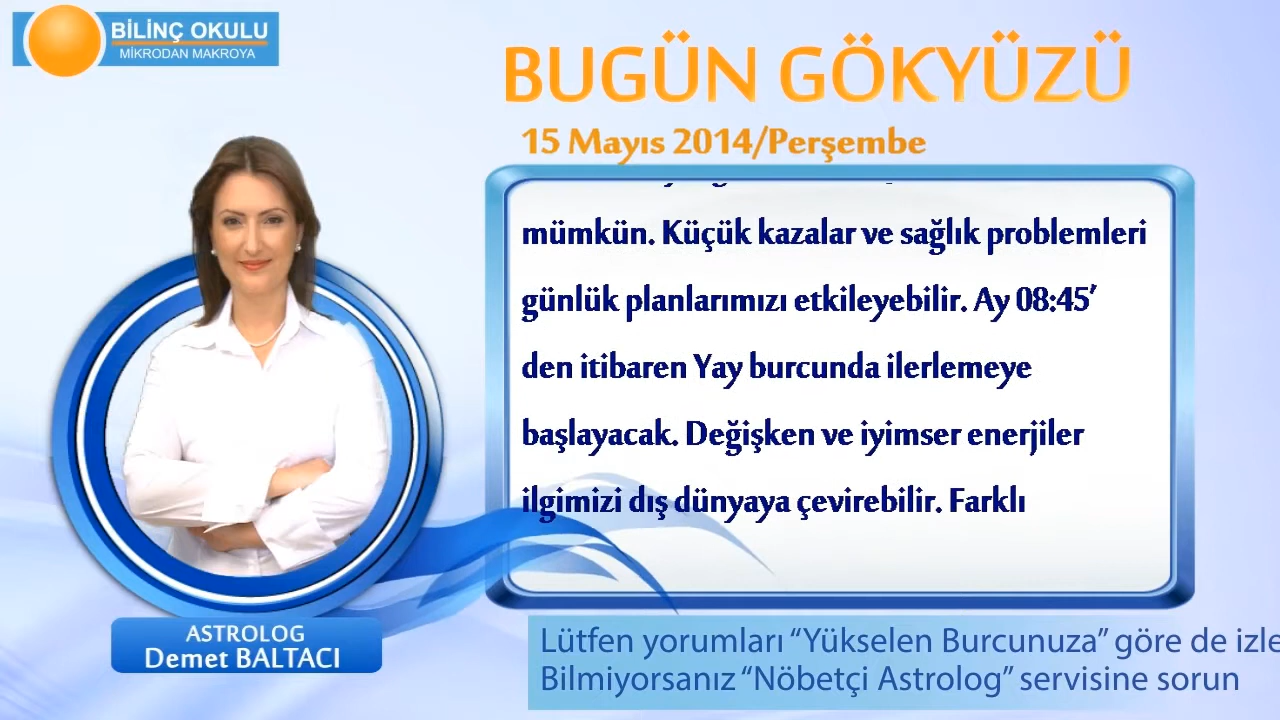 BİLİNÇ OKULU
MİKRODAN MAKROYA
BUGÜN GÖKYÜZÜ
15 Mayıs 2014/Perşembe
mümkün. Küçük kazalar ve sağlık problemleri
günlük planlarımızı etkileyebilir. Ay 08:45’
den itibaren Yay burcunda ilerlemeye
başlayacak. Değişken ve iyimser enerjiler
ilgimizi dış dünyaya çevirebilir. Farklı
ASTROLOG
Demet BALTACI
Lütfen yorumları “Yükselen Burcunuza” göre de izle
Bilmiyorsanız “Nöbetçi Astrolog” servisine sorun